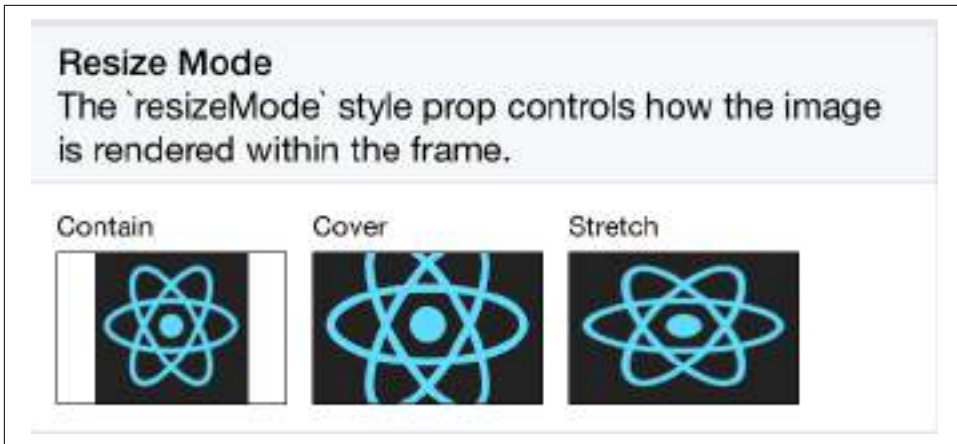 Resize Mode
The `resizeMode` style prop controls how the image
is rendered within the frame.
Contain Cover Stretch